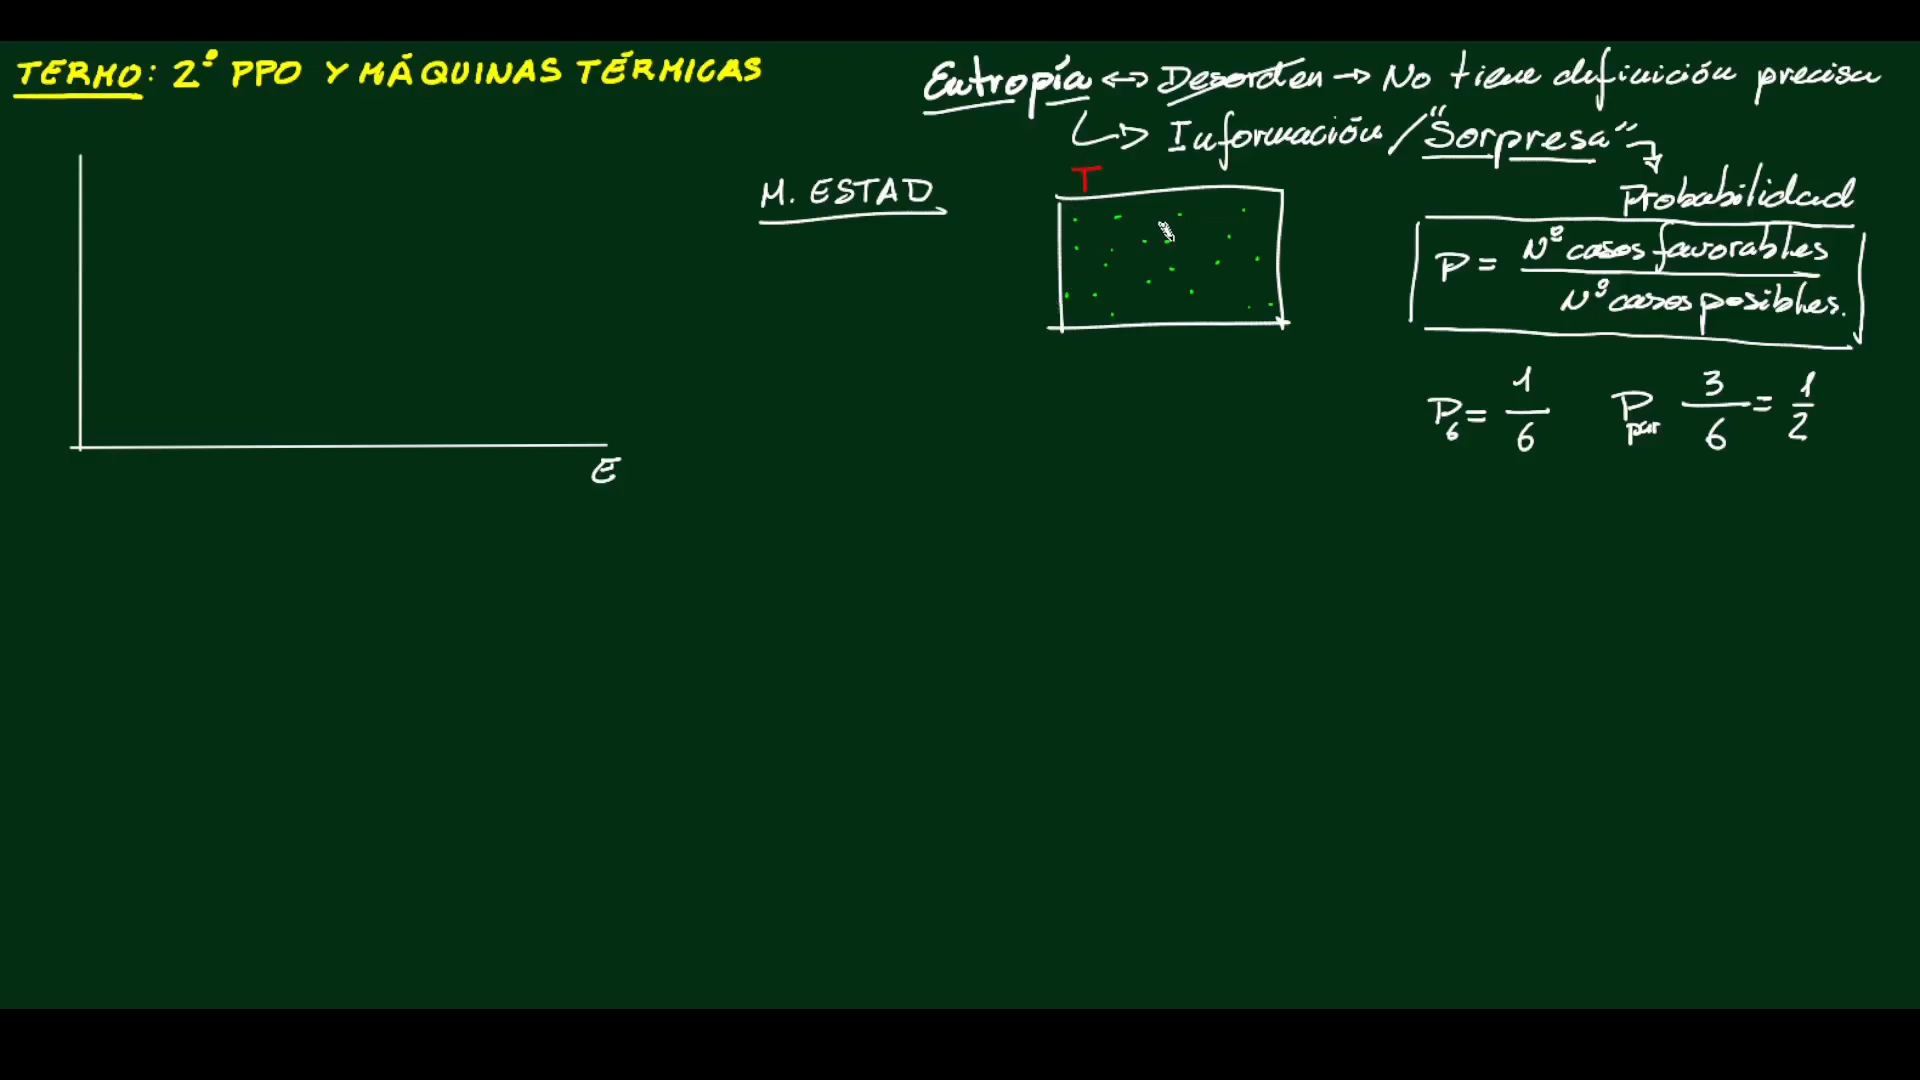 TERMO: 2º PPO Y MÁQUINAS TÉRMICAS
Entropía ↔ Desorden → No tiene definición precisa
↳ Información / "Sorpresa"
Probabilidad
M. ESTAD
T
P = Nº casos favorables / Nº casos posibles.
P6 = 1/6 Ppar 3/6 = 1/2
E